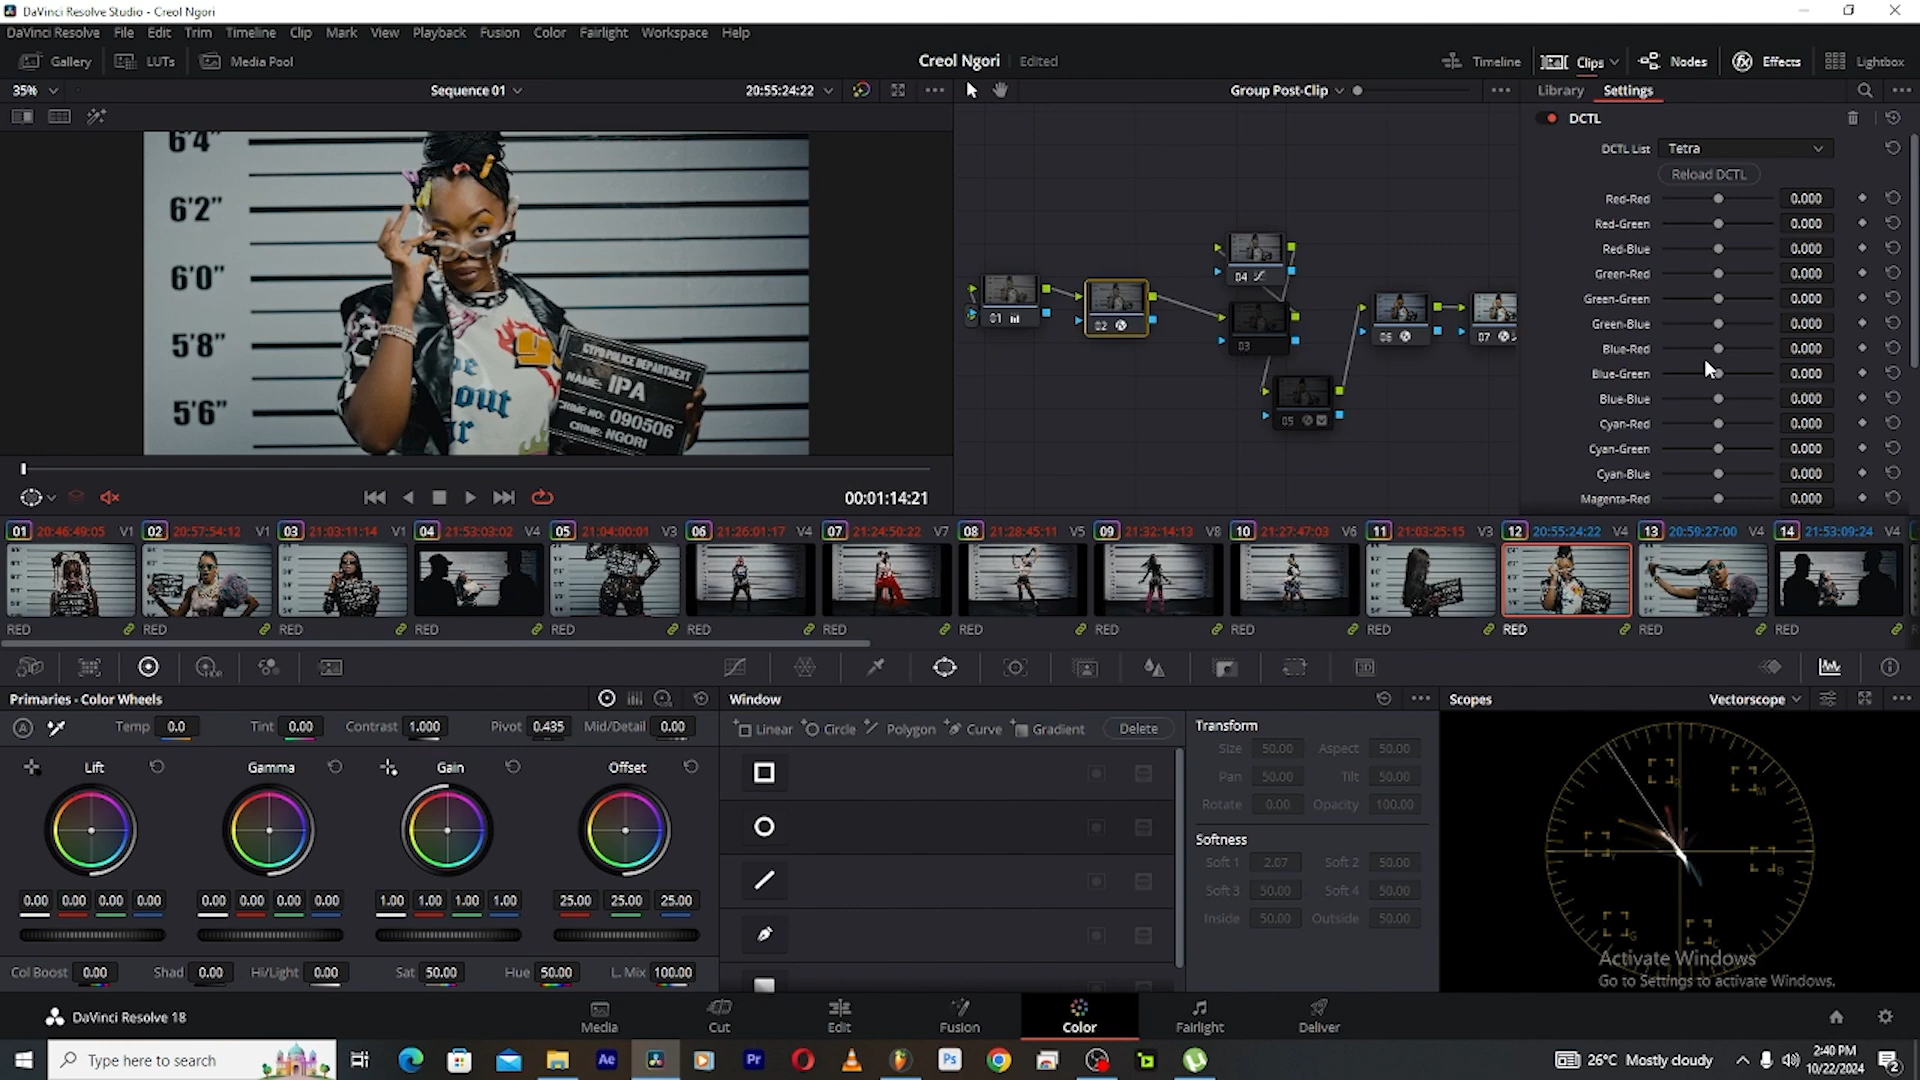 DaVinci Resolve Studio - Creol Ngori
DaVinci Resolve File Edit Trim Timeline Clip Mark View Playback Fusion Color Fairlight Workspace Help
Gallery LUTs Media Pool Creol Ngori Edited Timeline Clips Nodes Effects Lightbox
35% Sequence 01 20:55:24:22 Group Post-Clip Library Settings
DCTL
DCTL List Tetra
Reload DCTL
Red-Red 0.000
Red-Green 0.000
Red-Blue 0.000
Green-Red 0.000
Green-Green 0.000
Green-Blue 0.000
Blue-Red 0.000
Blue-Green 0.000
Blue-Blue 0.000
Cyan-Red 0.000
Cyan-Green 0.000
Cyan-Blue 0.000
Magenta-Red 0.000
6'4"
6'2"
6'0"
5'8"
5'6"
be
out
ur
POLICE DEPARTMENT
NAME: IPA
CRIME NO: 090506
CRIME: NGORI
01
02
04
03
05
06
07
00:01:14:21
01 20:46:49:05 V1 02 20:57:54:12 V1 03 21:03:11:14 V1 04 21:53:03:02 V4 05 21:04:00:01 V3 06 21:26:01:17 V4 07 21:24:50:22 V7 08 21:28:45:11 V5 09 21:32:14:13 V8 10 21:27:47:03 V6 11 21:03:25:15 V3 12 20:55:24:22 V4 13 20:59:27:00 V4 14 21:53:09:24 V4
RED RED RED RED RED RED RED RED RED RED RED RED RED RED
Primaries - Color Wheels Window Scopes Vectorscope
Temp 0.0 Tint 0.00 Contrast 1.000 Pivot 0.435 Mid/Detail 0.00
Linear Circle Polygon Curve Gradient Delete
Transform
Size 50.00 Aspect 50.00
Pan 50.00 Tilt 50.00
Rotate 0.00 Opacity 100.00
Softness
Soft 1 2.07 Soft 2 50.00
Soft 3 50.00 Soft 4 50.00
Inside 50.00 Outside 50.00
Lift Gamma Gain Offset
0.00 0.00 0.00 0.00 0.00 0.00 0.00 0.00 1.00 1.00 1.00 1.00 25.00 25.00 25.00
Col Boost 0.00 Shad 0.00 Hi/Light 0.00 Sat 50.00 Hue 50.00 L. Mix 100.00
R
M
Y
B
G
C
Activate Windows
Go to Settings to activate Windows.
DaVinci Resolve 18 Media Cut Edit Fusion Color Fairlight Deliver
Type here to search Ae Pr Ps 26°C Mostly cloudy 2:40 PM
10/22/2024 2